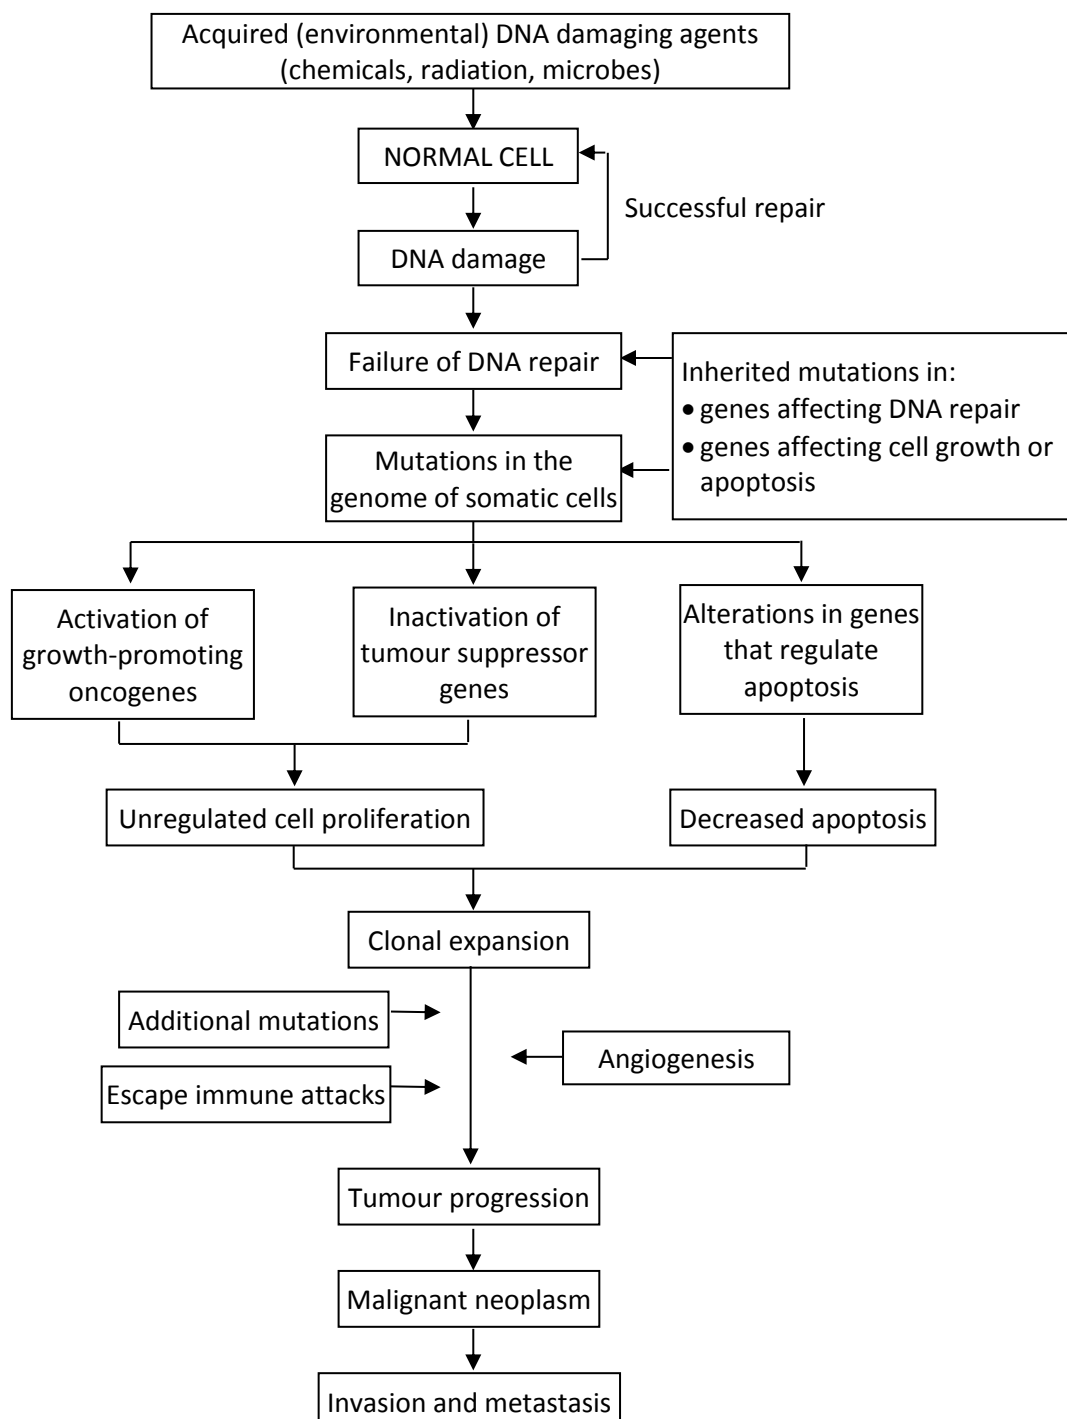 Acquired (environmental) DNA damaging agents
(chemicals, radiation, microbes)
NORMAL CELL
Successful repair
DNA damage
Failure of DNA repair
Inherited mutations in:
• genes affecting DNA repair
• genes affecting cell growth or
apoptosis
Mutations in the
genome of somatic cells
Activation of
growth-promoting
oncogenes
Inactivation of
tumour suppressor
genes
Alterations in genes
that regulate
apoptosis
Unregulated cell proliferation
Decreased apoptosis
Clonal expansion
Additional mutations
Angiogenesis
Escape immune attacks
Tumour progression
Malignant neoplasm
Invasion and metastasis